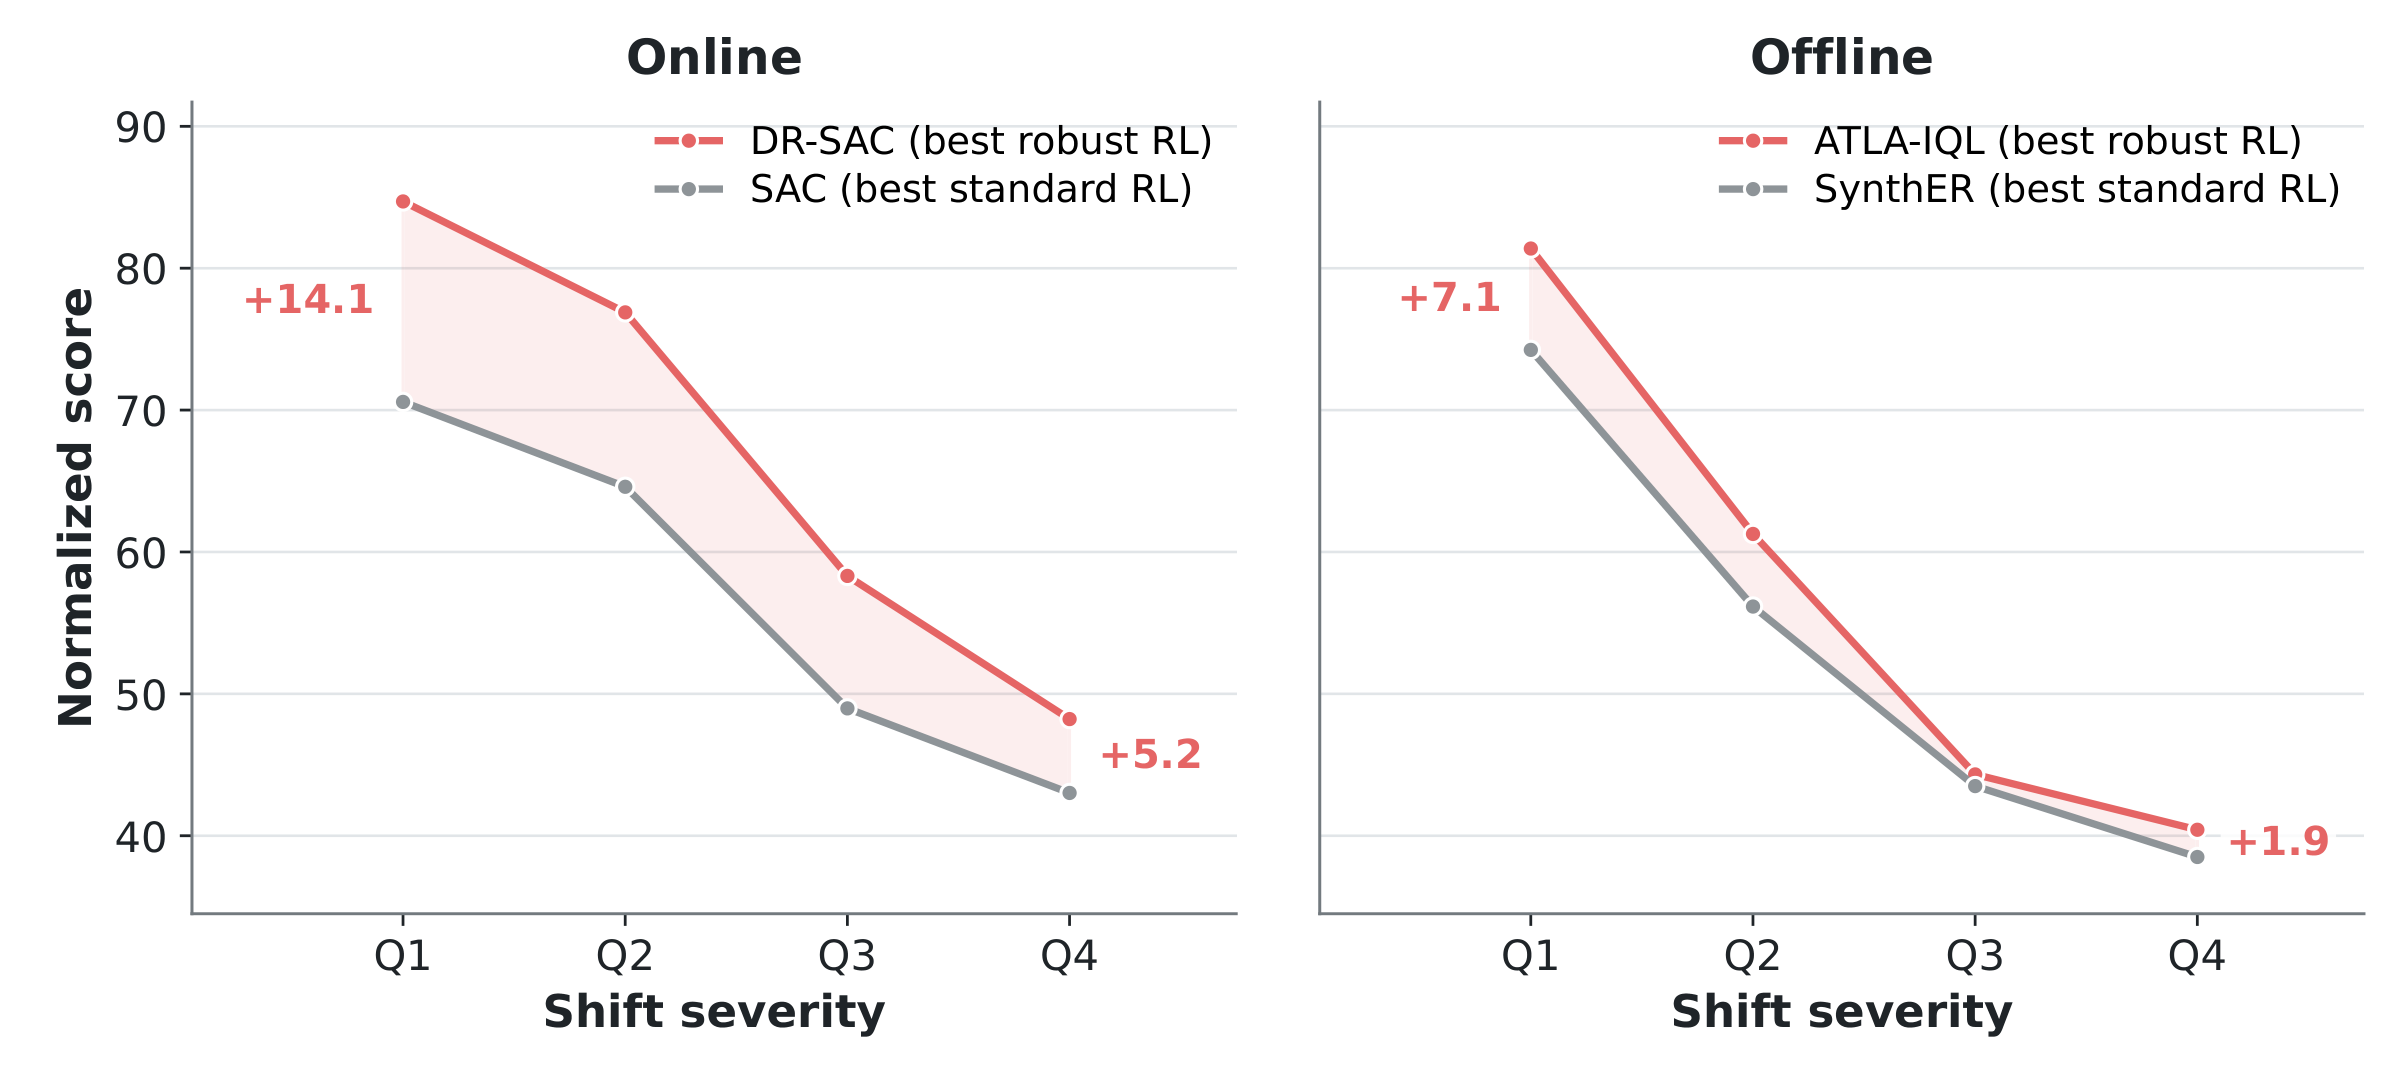 Online
90
80
70
60
50
40
Normalized score
DR-SAC (best robust RL)
SAC (best standard RL)
+14.1
+5.2
Q1 Q2 Q3 Q4
Shift severity
Offline
ATLA-IQL (best robust RL)
SynthER (best standard RL)
+7.1
+1.9
Q1 Q2 Q3 Q4
Shift severity